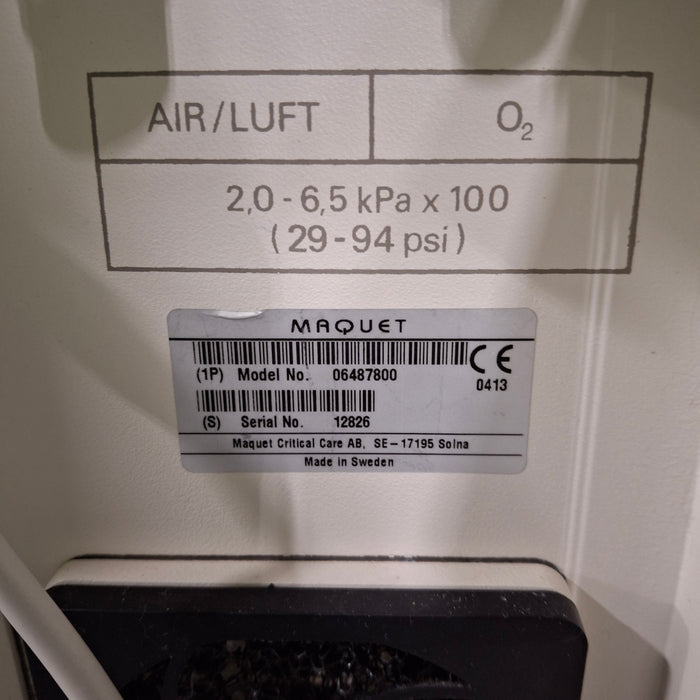 AIR/LUFT O₂
2,0 - 6,5 kPa x 100
(29 - 94 psi)
MAQUET
(1P) Model No. 06487800
0413
(S) Serial No. 12826
Maquet Critical Care AB, SE-17195 Solna
Made in Sweden